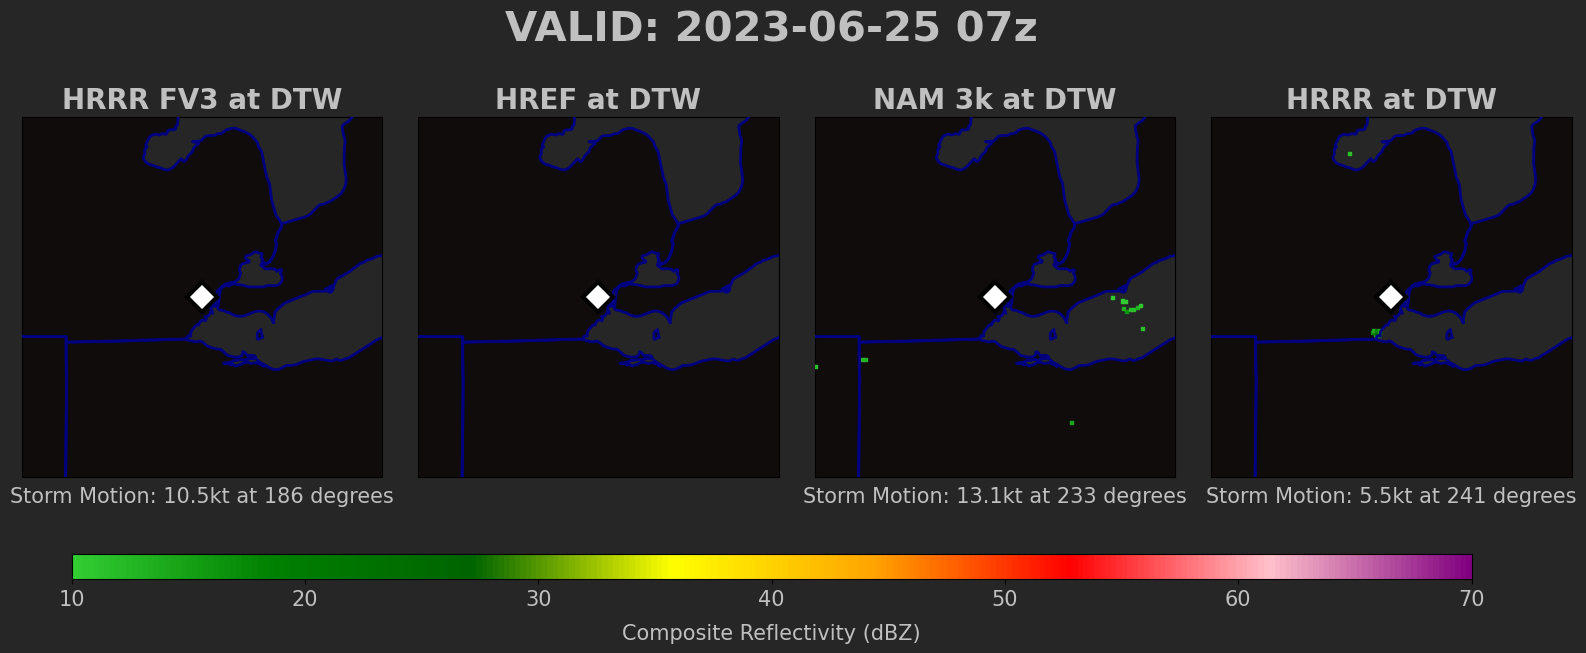 VALID: 2023-06-25 07z
HRRR FV3 at DTW
HREF at DTW
NAM 3k at DTW
HRRR at DTW
Storm Motion: 10.5kt at 186 degrees
Storm Motion: 13.1kt at 233 degrees
Storm Motion: 5.5kt at 241 degrees
10 20 30 40 50 60 70
Composite Reflectivity (dBZ)